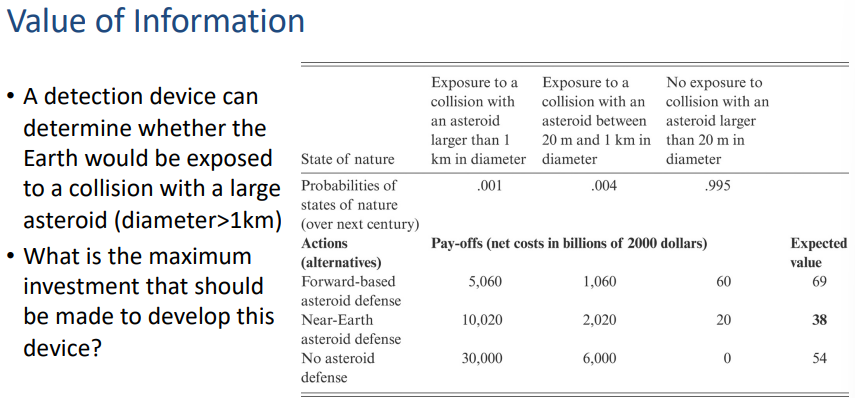 Value of Information
• A detection device can
determine whether the
Earth would be exposed
to a collision with a large
asteroid (diameter>1km)
• What is the maximum
investment that should
be made to develop this
device?
State of nature
Exposure to a
collision with
an asteroid
larger than 1
km in diameter
Exposure to a
collision with an
asteroid between
20 m and 1 km in
diameter
No exposure to
collision with an
asteroid larger
than 20 m in
diameter
Probabilities of
states of nature
(over next century)
.001 .004 .995
Actions
(alternatives)
Pay-offs (net costs in billions of 2000 dollars)
Expected
value
Forward-based
asteroid defense
5,060 1,060 60 69
Near-Earth
asteroid defense
10,020 2,020 20 38
No asteroid
defense
30,000 6,000 0 54